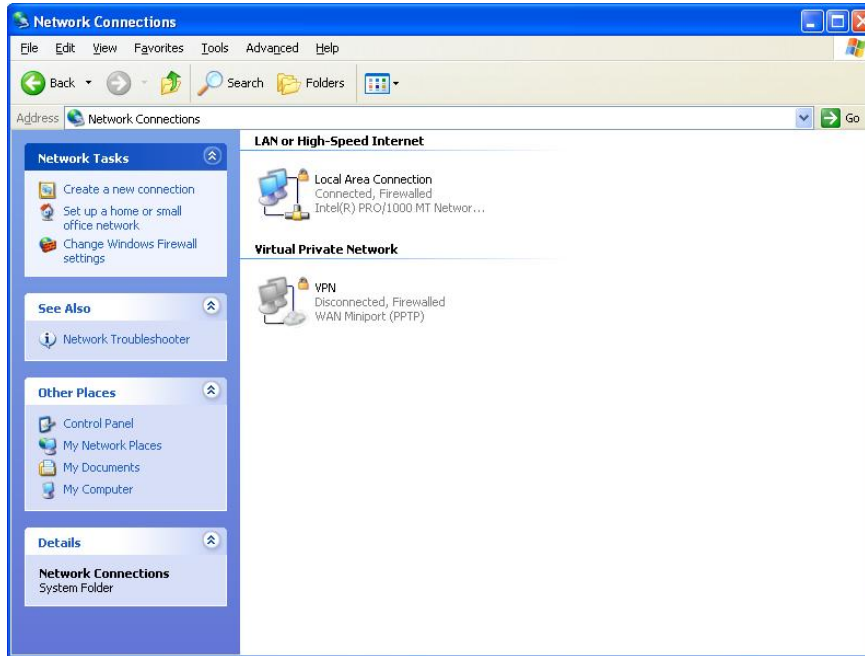 Network Connections
File Edit View Favorites Tools Advanced Help
Back Search Folders
Address Network Connections Go
Network Tasks
Create a new connection
Set up a home or small
office network
Change Windows Firewall
settings
See Also
Network Troubleshooter
Other Places
Control Panel
My Network Places
My Documents
My Computer
Details
Network Connections
System Folder
LAN or High-Speed Internet
Local Area Connection
Connected, Firewalled
Intel(R) PRO/1000 MT Networ...
Virtual Private Network
VPN
Disconnected, Firewalled
WAN Miniport (PPTP)